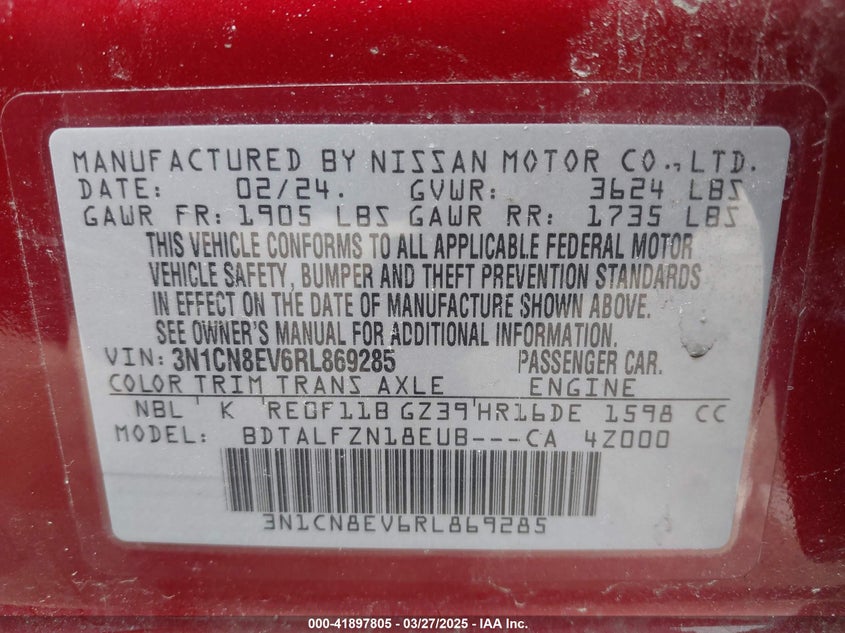 MANUFACTURED BY NISSAN MOTOR CO., LTD.
DATE: 02/24. GVWR: 3624 LBS
GAWR FR: 1905 LBS GAWR RR: 1735 LBS
THIS VEHICLE CONFORMS TO ALL APPLICABLE FEDERAL MOTOR
VEHICLE SAFETY, BUMPER AND THEFT PREVENTION STANDARDS
IN EFFECT ON THE DATE OF MANUFACTURE SHOWN ABOVE.
SEE OWNER'S MANUAL FOR ADDITIONAL INFORMATION.
VIN: 3N1CN8EV6RL869285 PASSENGER CAR.
COLOR TRIM TRANS AXLE ENGINE
NBL K RE0F11B GZ39 HR16DE 1598 CC
MODEL: BDTALFZN18EUB---CA 4Z000
3N1CN8EV6RL869285
000-41897805 / 03/27/2025 / IAA Inc.